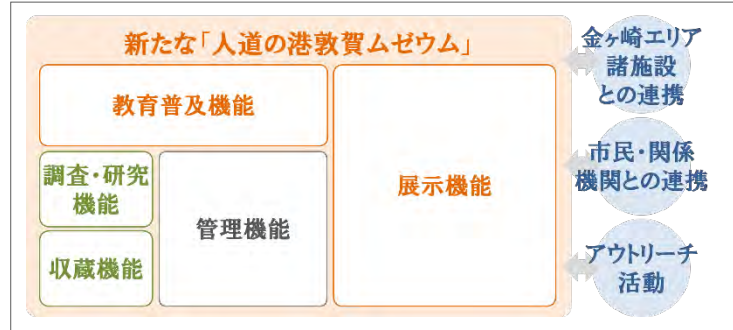 新たな「人道の港敦賀ムゼウム」
教育普及機能
調査・研究
機能
収蔵機能
管理機能
展示機能
金ヶ崎エリア
諸施設
との連携
市民・関係
機関との連携
アウトリーチ
活動